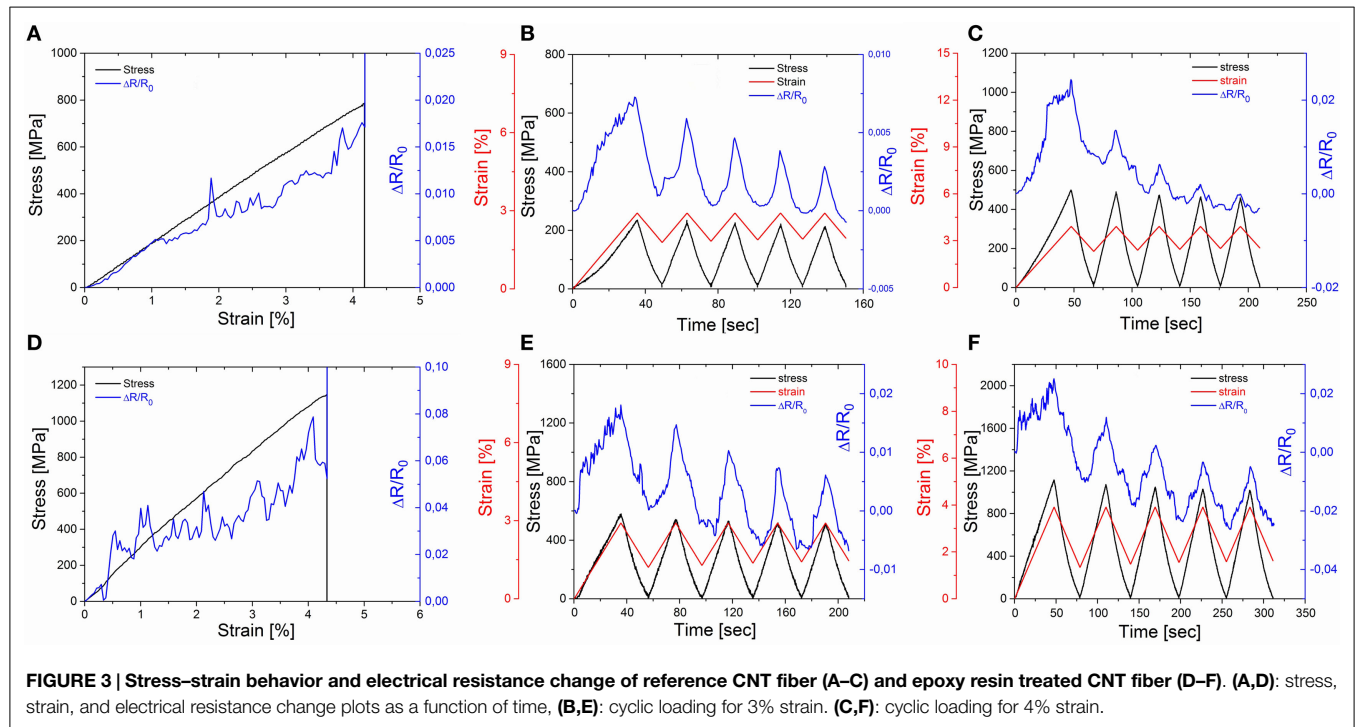 A
Stress [MPa]
1000
800
600
400
200
0
Stress
ΔR/R0
0,025
0,020
0,015
0,010
0,005
0,000
ΔR/R0
0 1 2 3 4 5
Strain [%]
B
Strain [%]
9
6
3
0
Stress [MPa]
800
600
400
200
0
Stress
Strain
ΔR/R0
0,010
0,005
0,000
-0,005
ΔR/R0
0 40 80 120 160
Time [sec]
C
Strain [%]
15
12
9
6
3
0
Stress [MPa]
1200
1000
800
600
400
200
0
stress
strain
ΔR/R0
0,02
0,00
-0,02
ΔR/R0
0 50 100 150 200 250
Time [sec]
D
Stress [MPa]
1200
1000
800
600
400
200
0
Stress
ΔR/R0
0,10
0,08
0,06
0,04
0,02
0,00
ΔR/R0
0 1 2 3 4 5 6
Strain [%]
E
Strain [%]
9
6
3
0
Stress [MPa]
1600
1200
800
400
0
stress
strain
ΔR/R0
0,03
0,02
0,01
0,00
-0,01
ΔR/R0
0 40 80 120 160 200
Time [sec]
F
Strain [%]
10
8
6
4
2
0
Stress [MPa]
2000
1600
1200
800
400
0
stress
strain
ΔR/R0
0,02
0,00
-0,02
-0,04
ΔR/R0
0 50 100 150 200 250 300 350
Time [sec]
FIGURE 3 | Stress–strain behavior and electrical resistance change of reference CNT fiber (A–C) and epoxy resin treated CNT fiber (D–F). (A,D): stress,
strain, and electrical resistance change plots as a function of time, (B,E): cyclic loading for 3% strain. (C,F): cyclic loading for 4% strain.